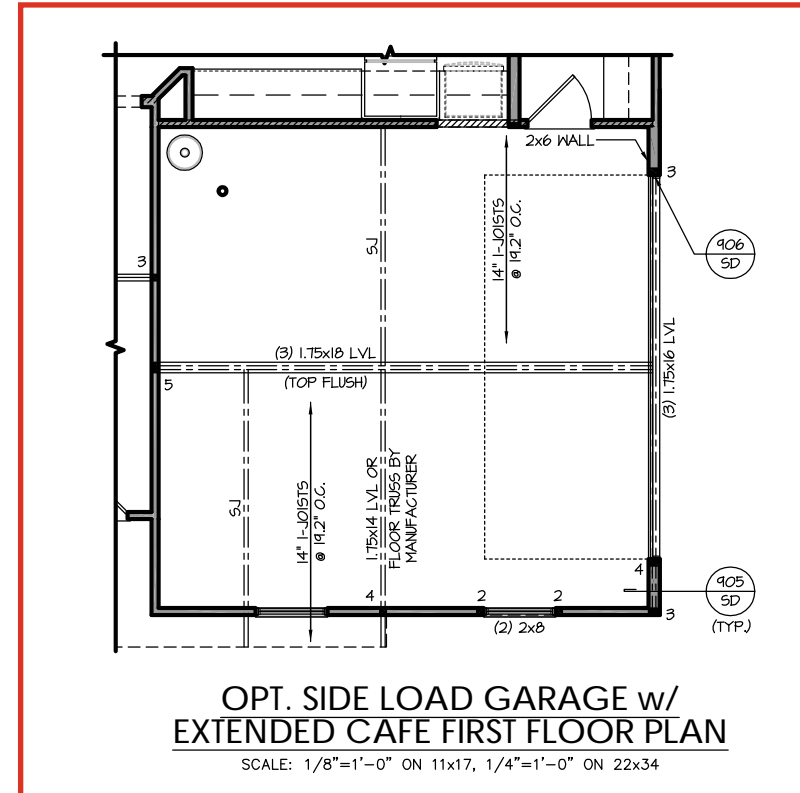 2x6 WALL
3
906
SD
SJ
14" I-JOISTS
@ 19.2" O.C.
3
(3) 1.75x18 LVL
(TOP FLUSH)
5
(3) 1.75x16 LVL
SJ
14" I-JOISTS
@ 19.2" O.C.
1.75x14 LVL OR
FLOOR TRUSS BY
MANUFACTURER
4
905
SD
(TYP.)
4
2
2
3
(2) 2x8
OPT. SIDE LOAD GARAGE w/
EXTENDED CAFE FIRST FLOOR PLAN
SCALE: 1/8"=1'-0" ON 11x17, 1/4"=1'-0" ON 22x34